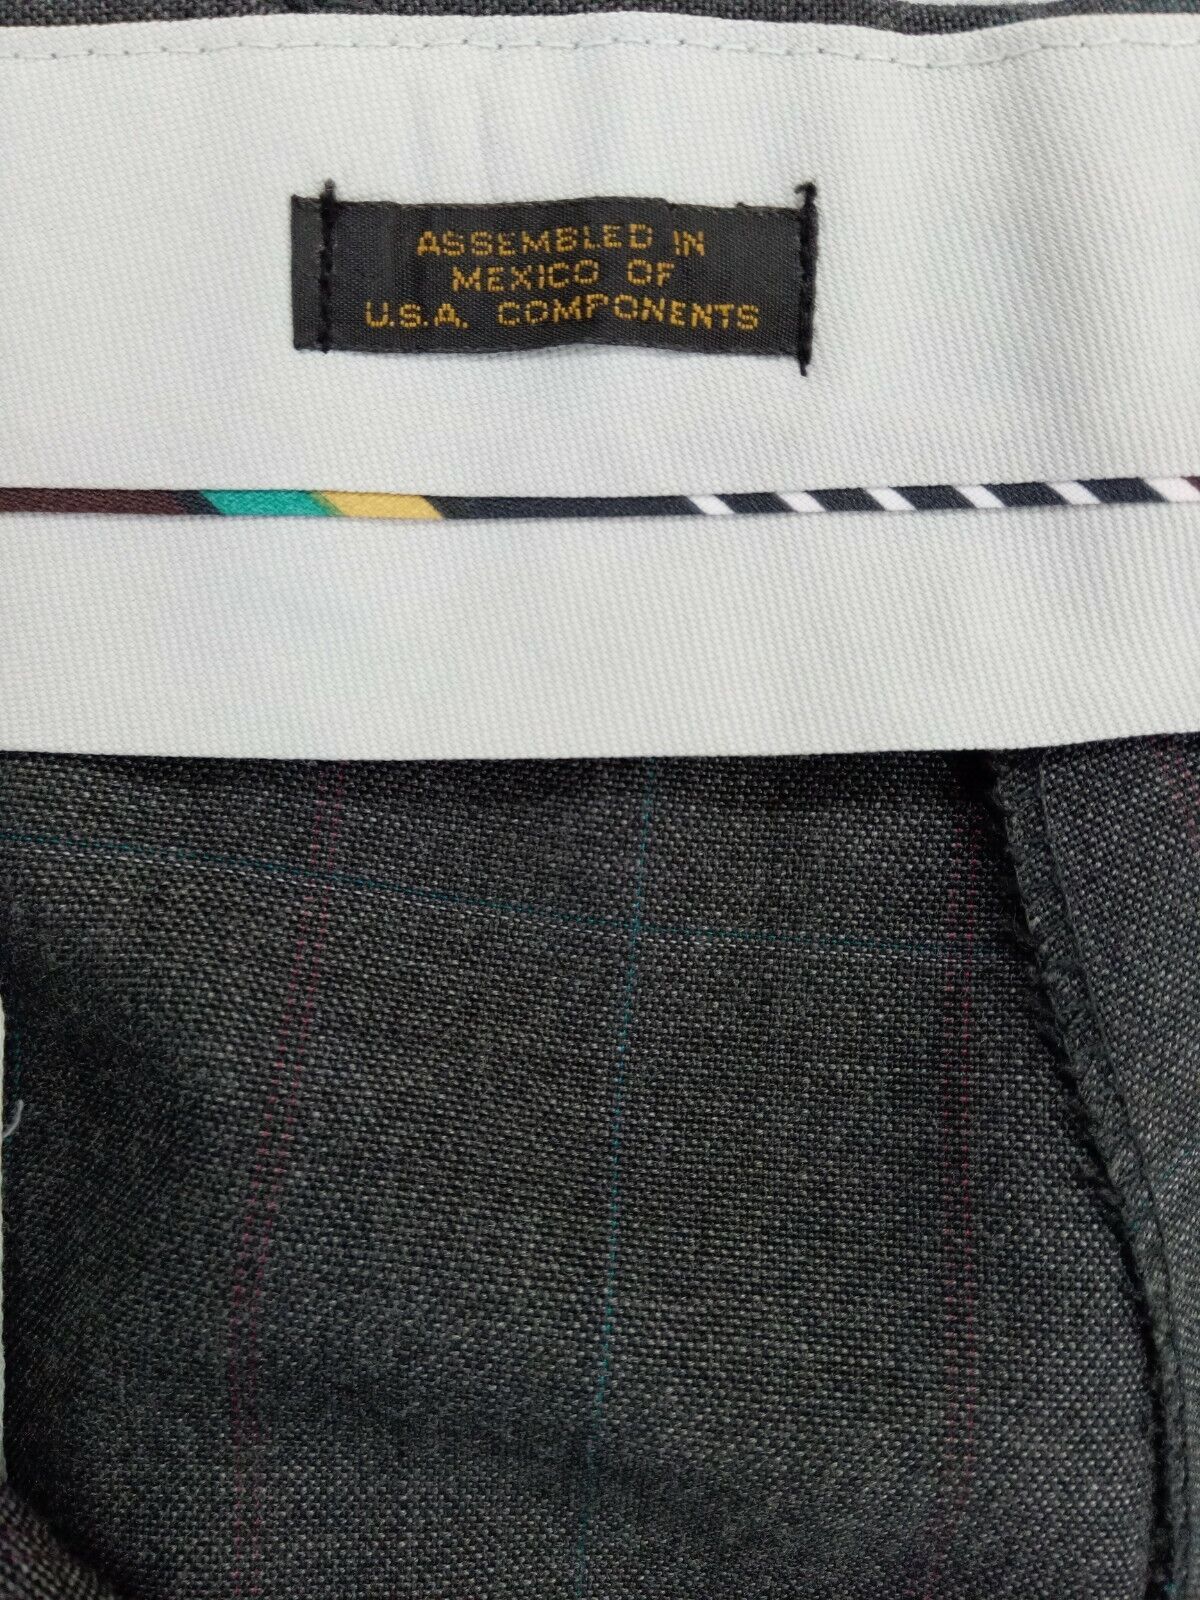 ASSEMBLED IN
MEXICO OF
U.S.A. COMPONENTS